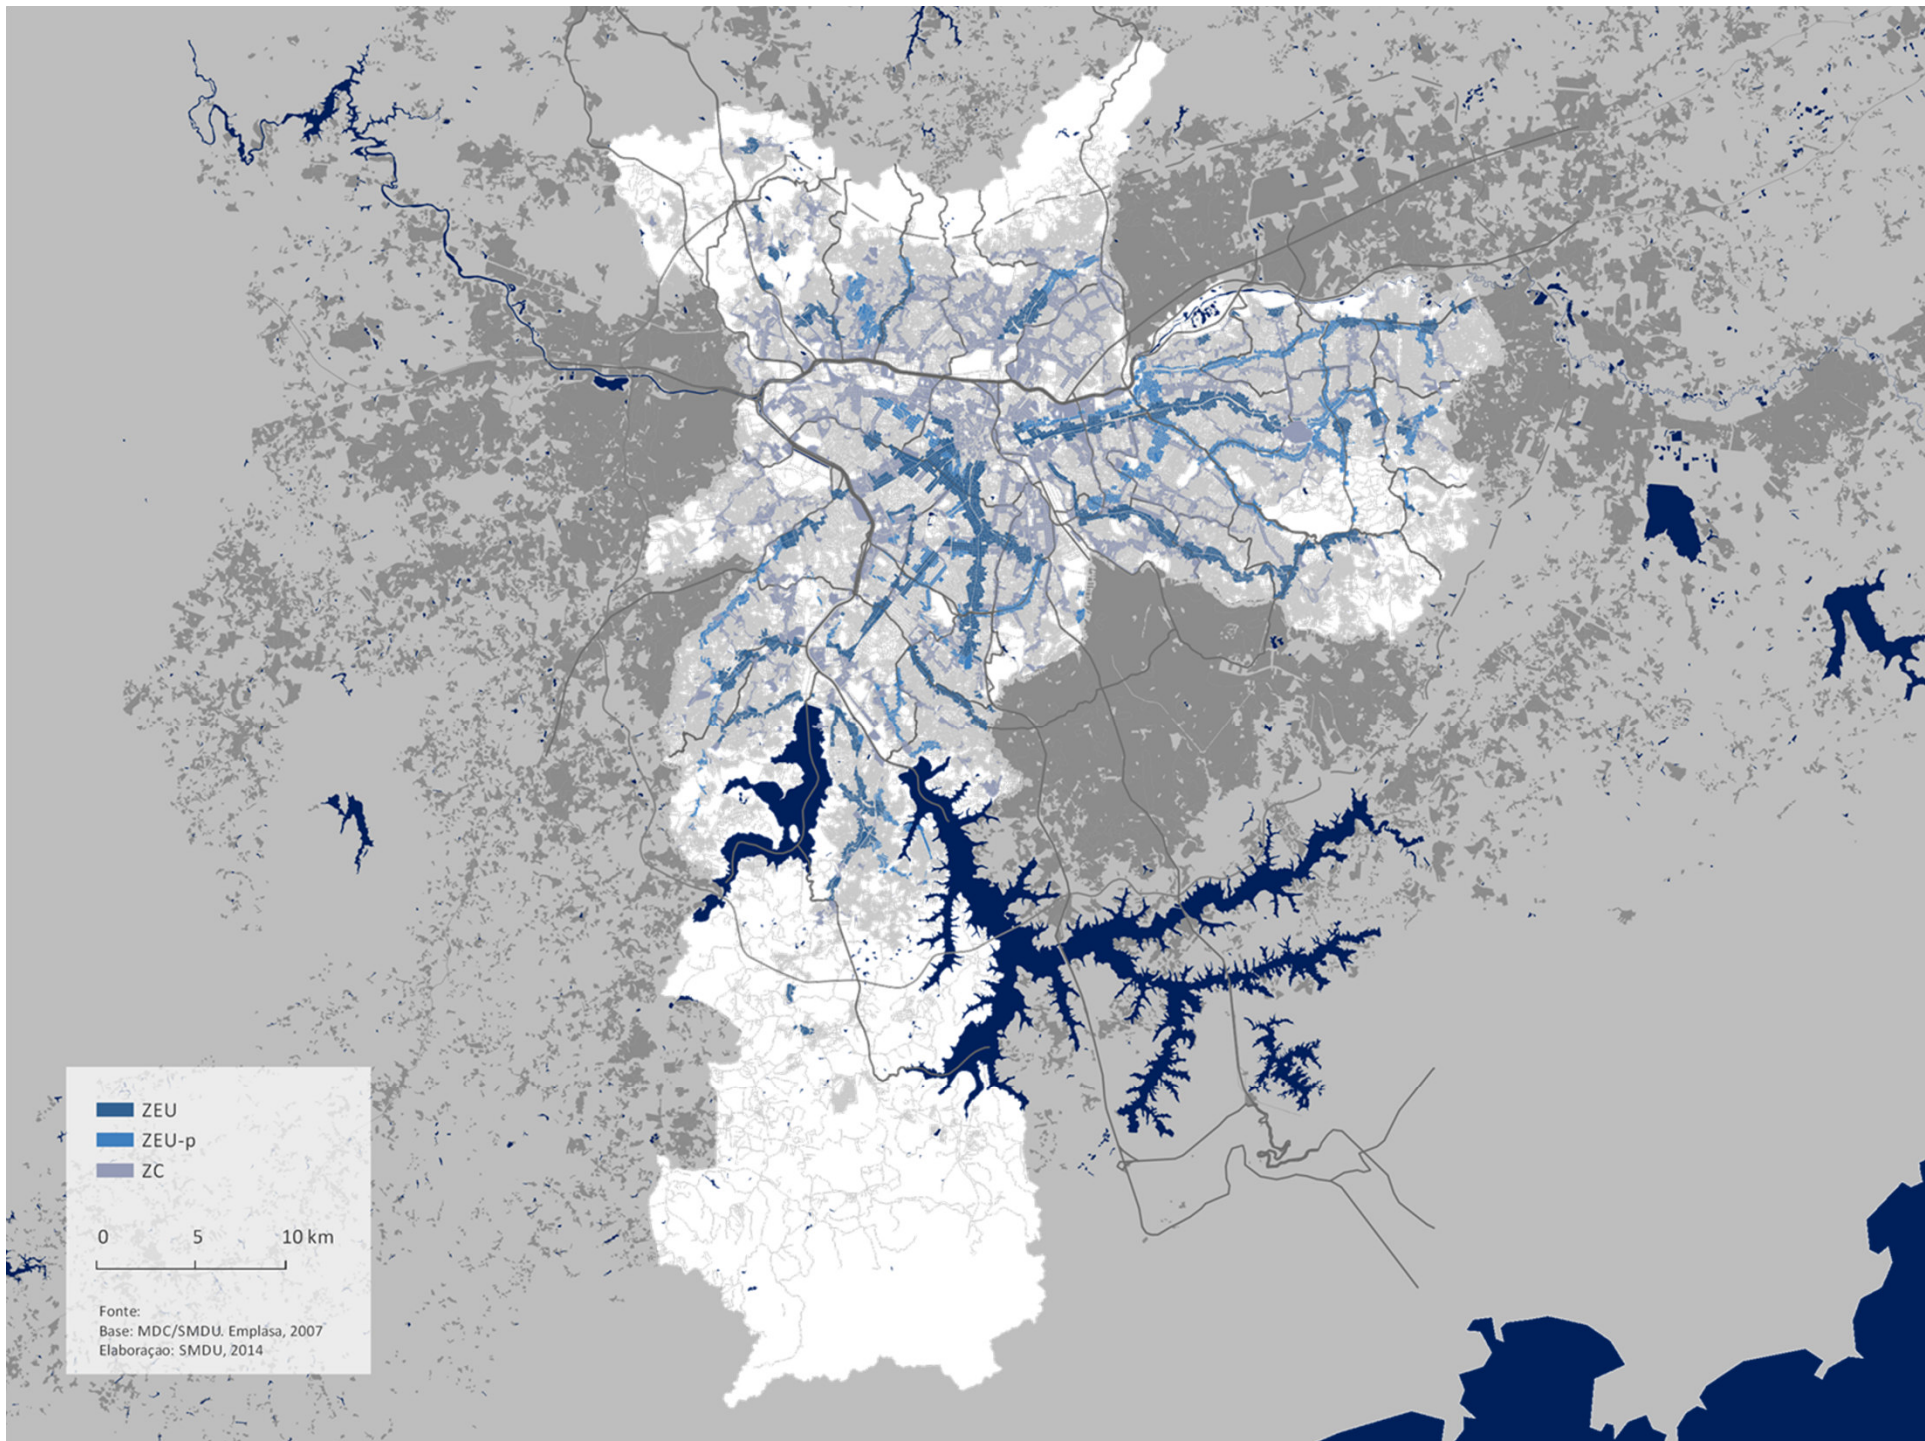 ZEU
ZEU-p
ZC
0 5 10 km
Fonte:
Base: MDC/SMDU. Emplasa, 2007
Elaboraçao: SMDU, 2014